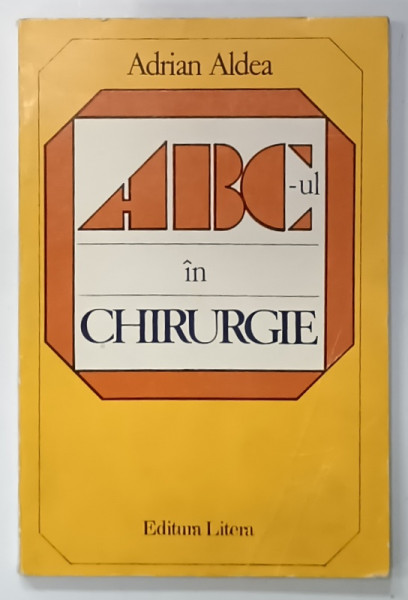 Adrian Aldea
ABC-ul
în
CHIRURGIE
Editura Litera